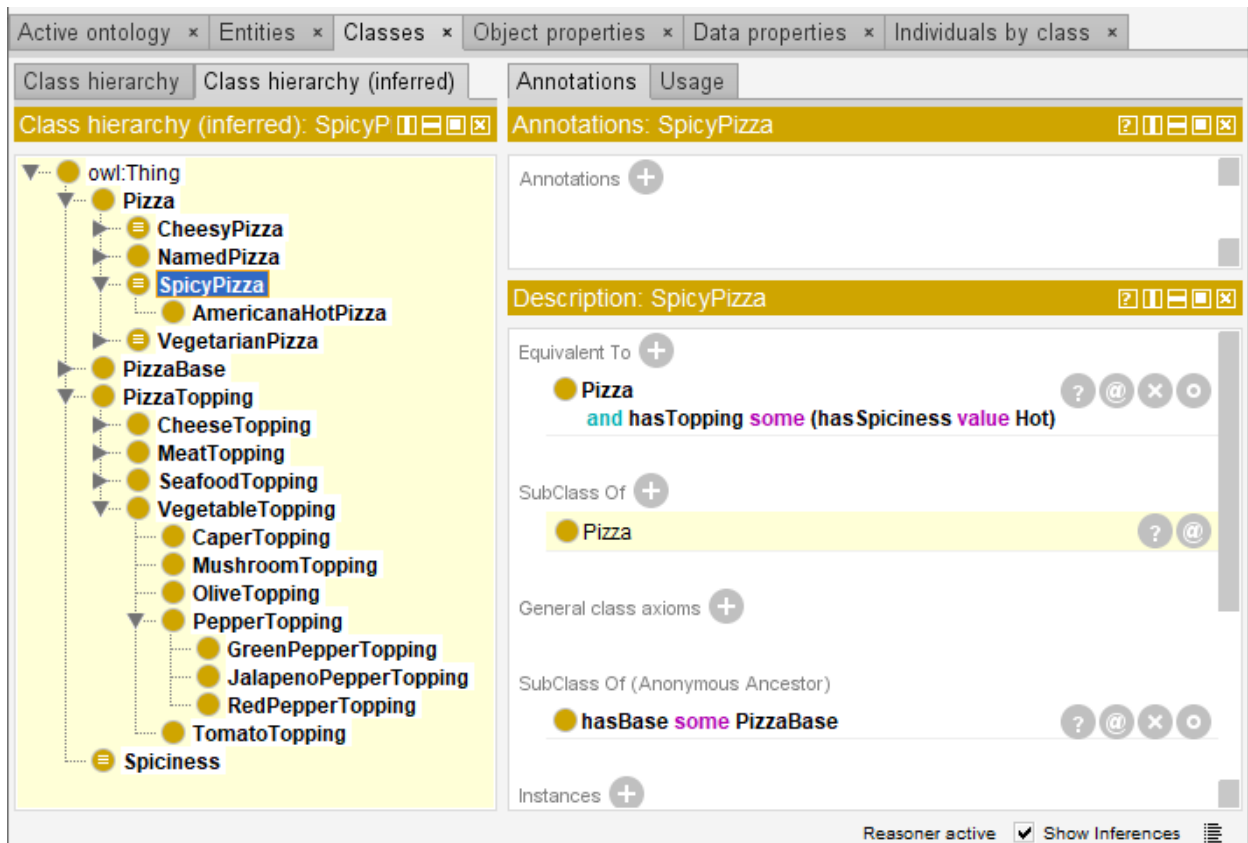 Active ontology × Entities × Classes × Object properties × Data properties × Individuals by class ×
Class hierarchy Class hierarchy (inferred)
Class hierarchy (inferred): SpicyP
owl:Thing
Pizza
CheesyPizza
NamedPizza
SpicyPizza
AmericanaHotPizza
VegetarianPizza
PizzaBase
PizzaTopping
CheeseTopping
MeatTopping
SeafoodTopping
VegetableTopping
CaperTopping
MushroomTopping
OliveTopping
PepperTopping
GreenPepperTopping
JalapenoPepperTopping
RedPepperTopping
TomatoTopping
Spiciness
Annotations Usage
Annotations: SpicyPizza
Annotations
Description: SpicyPizza
Equivalent To
Pizza
and hasTopping some (hasSpiciness value Hot)
SubClass Of
Pizza
General class axioms
SubClass Of (Anonymous Ancestor)
hasBase some PizzaBase
Instances
Reasoner active Show Inferences